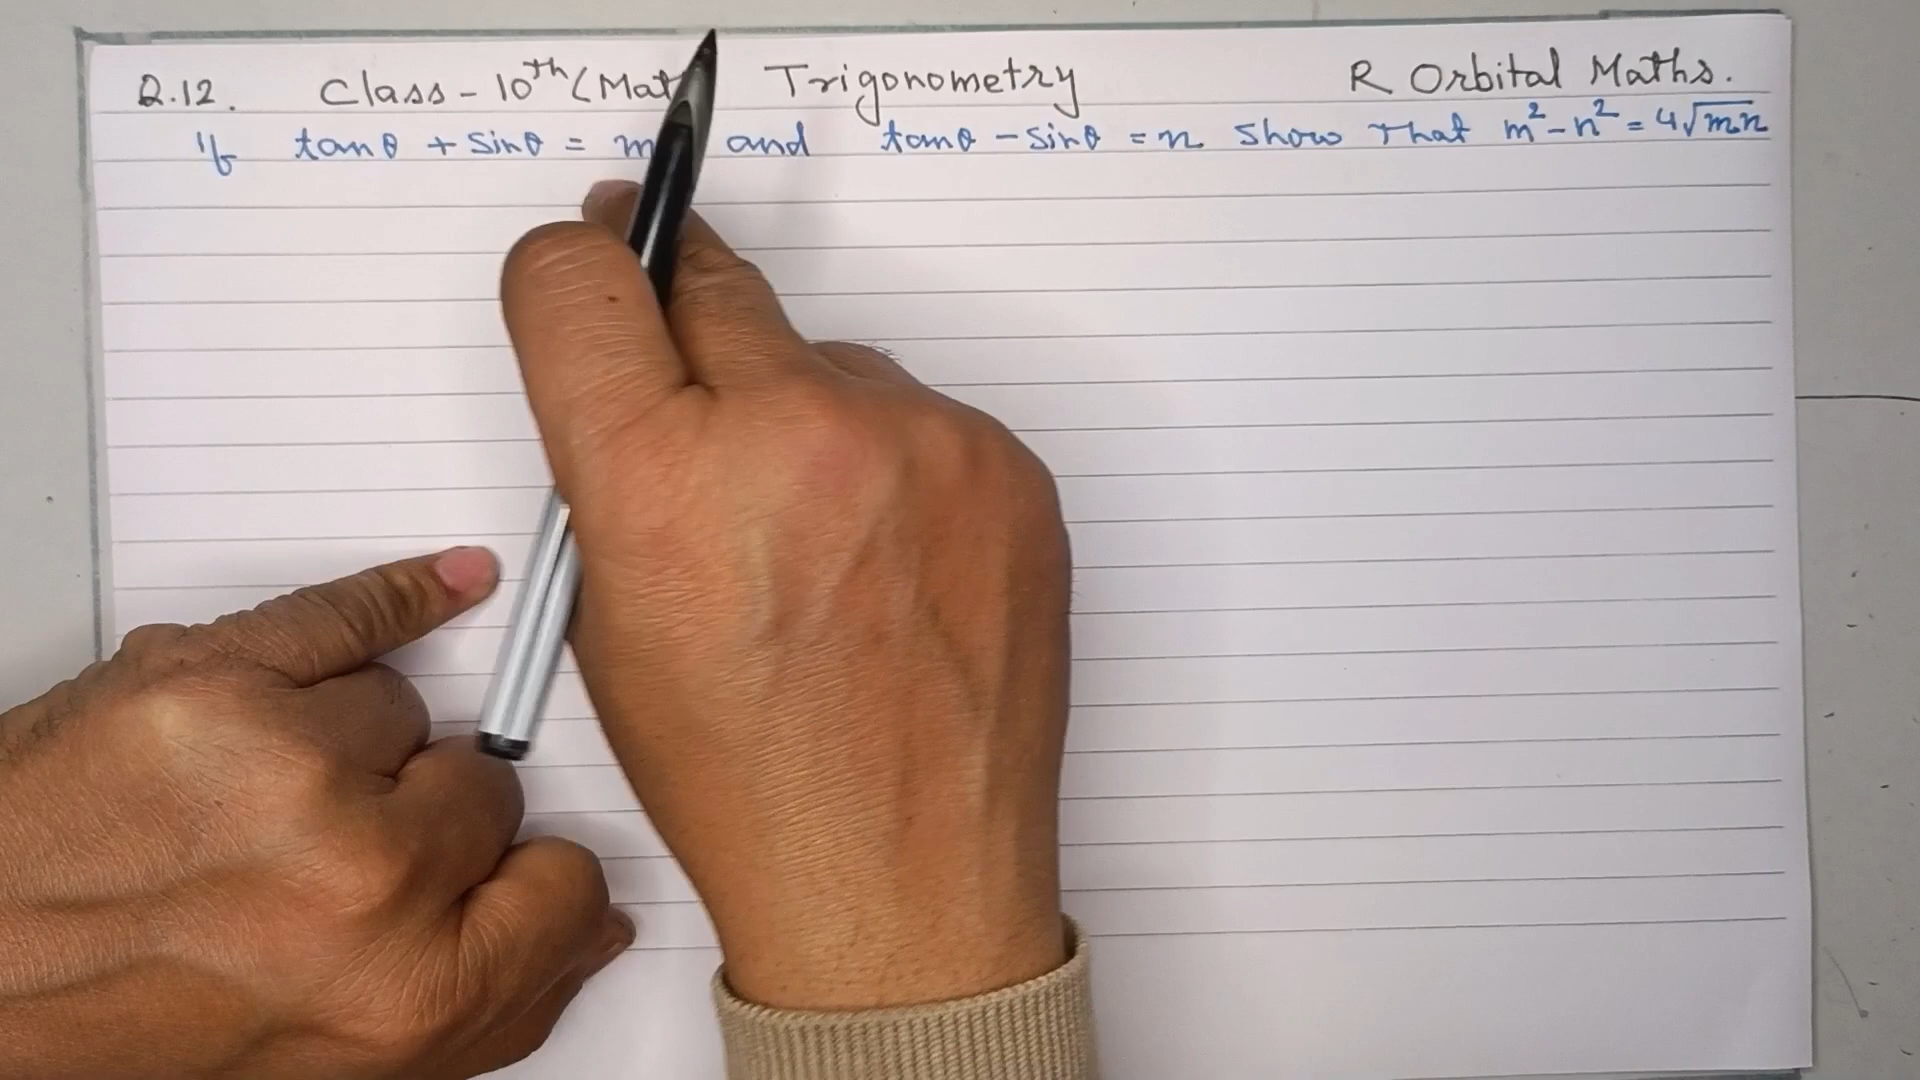 Q.12. Class - 10th (Mat Trigonometry R Orbital Maths.
If tanθ + sinθ = m and tanθ - sinθ = n show that m² - n² = 4√mn